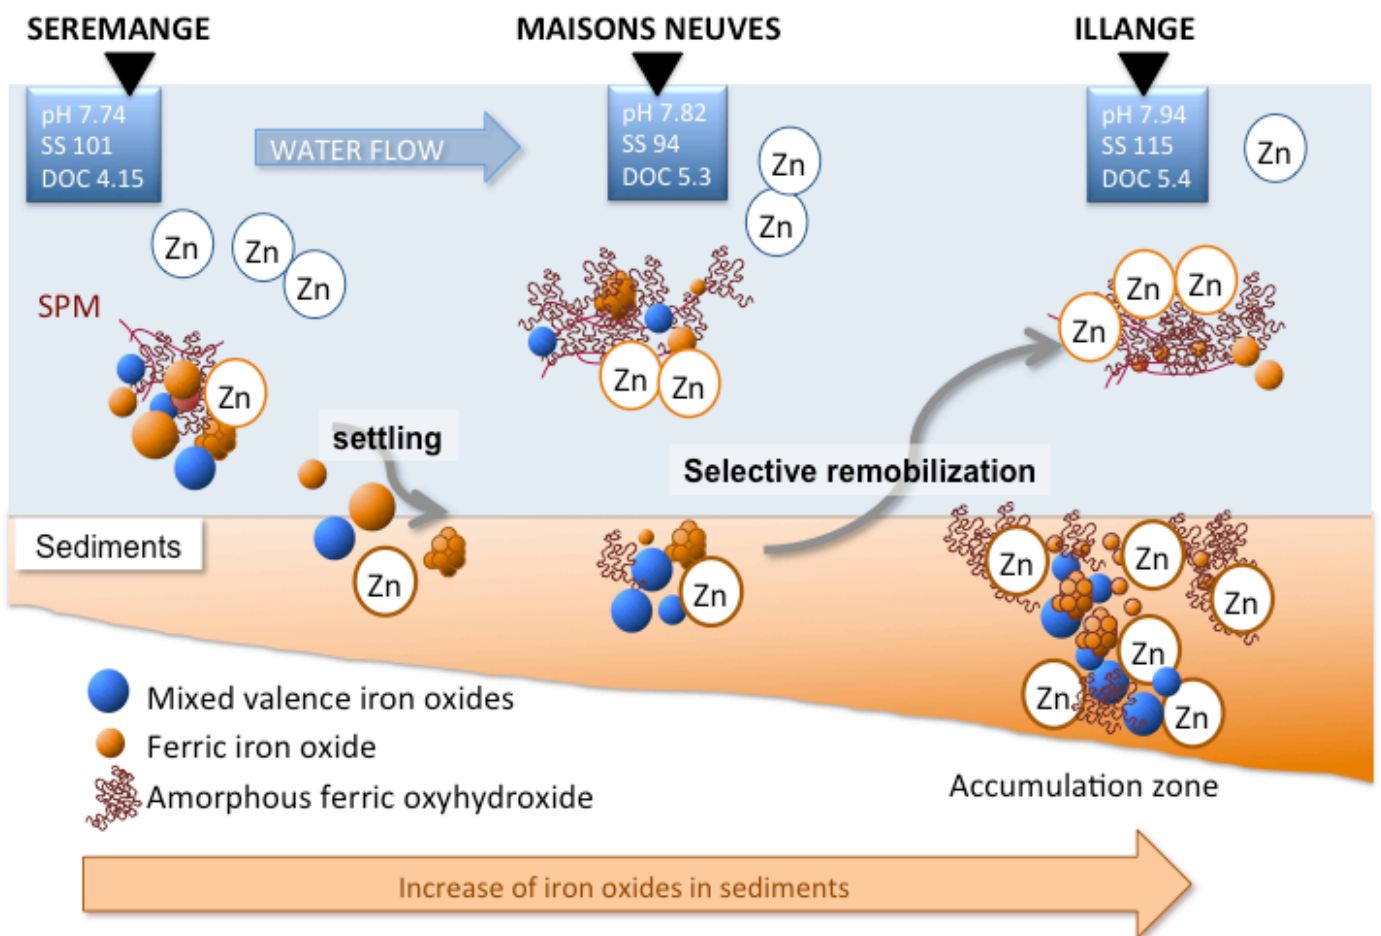 SEREMANGE
MAISONS NEUVES
ILLANGE
pH 7.74
SS 101
DOC 4.15
WATER FLOW
pH 7.82
SS 94
DOC 5.3
pH 7.94
SS 115
DOC 5.4
Zn
Zn
Zn
Zn
Zn
Zn
SPM
Zn
Zn
Zn
Zn
Zn
Zn
settling
Selective remobilization
Sediments
Zn
Zn
Zn
Zn
Zn
Zn
Zn
Zn
Mixed valence iron oxides
Ferric iron oxide
Amorphous ferric oxyhydroxide
Accumulation zone
Increase of iron oxides in sediments